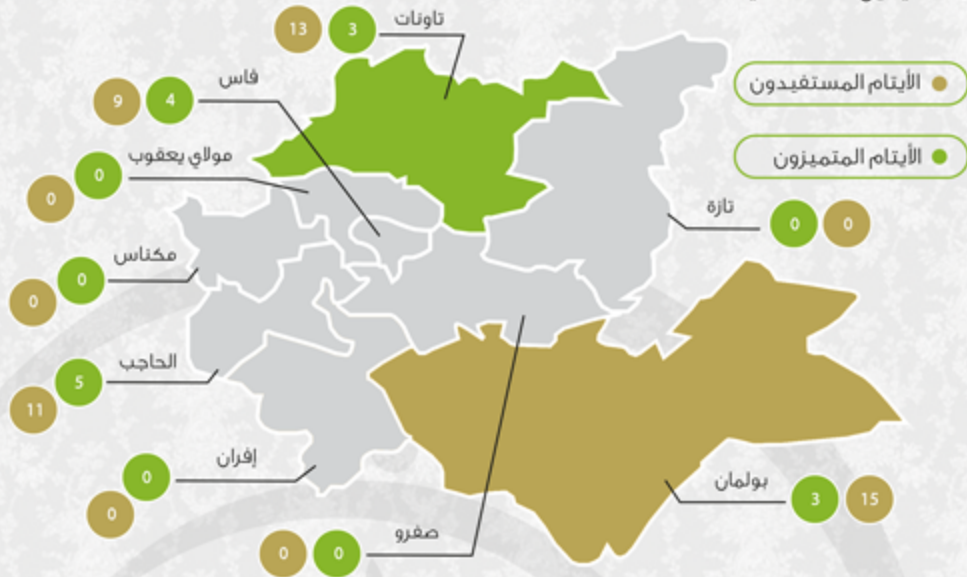 تاونات
3
13
فاس
4
9
الأيتام المستفيدون
الأيتام المتميزون
مولاي يعقوب
0
0
تازة
0
0
مكناس
0
0
الحاجب
5
11
إفران
0
0
بولمان
3
15
صفرو
0
0